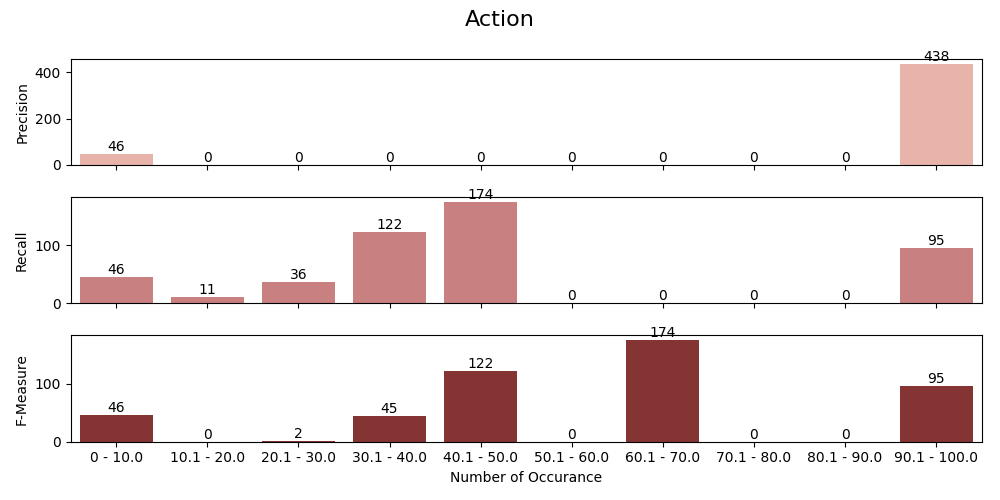 Action
Precision
400
200
0
46 0 0 0 0 0 0 0 0 438
Recall
100
0
46 11 36 122 174 0 0 0 0 95
F-Measure
100
0
46 0 2 45 122 0 174 0 0 95
0 - 10.0 10.1 - 20.0 20.1 - 30.0 30.1 - 40.0 40.1 - 50.0 50.1 - 60.0 60.1 - 70.0 70.1 - 80.0 80.1 - 90.0 90.1 - 100.0
Number of Occurance